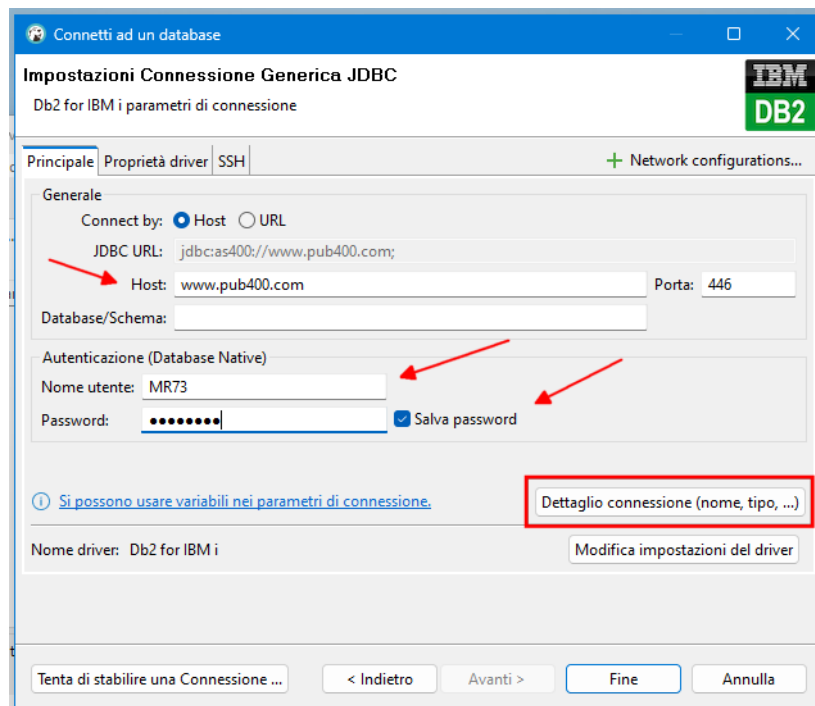 Connetti ad un database
Impostazioni Connessione Generica JDBC
Db2 for IBM i parametri di connessione
IBM
DB2
Principale Proprietà driver SSH Network configurations...
Generale
Connect by: Host URL
JDBC URL: jdbc:as400://www.pub400.com;
Host: www.pub400.com Porta: 446
Database/Schema:
Autenticazione (Database Native)
Nome utente: MR73
Password: •••••••• Salva password
Si possono usare variabili nei parametri di connessione. Dettaglio connessione (nome, tipo, ...)
Nome driver: Db2 for IBM i Modifica impostazioni del driver
Tenta di stabilire una Connessione ... < Indietro Avanti > Fine Annulla